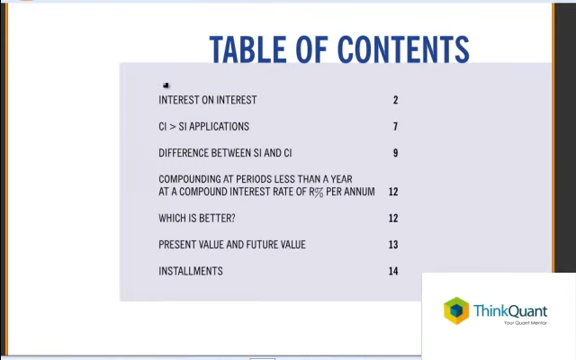 TABLE OF CONTENTS
INTEREST ON INTEREST 2
CI > SI APPLICATIONS 7
DIFFERENCE BETWEEN SI AND CI 9
COMPOUNDING AT PERIODS LESS THAN A YEAR
AT A COMPOUND INTEREST RATE OF R% PER ANNUM 12
WHICH IS BETTER? 12
PRESENT VALUE AND FUTURE VALUE 13
INSTALLMENTS 14
ThinkQuant
Your Quant Mentor